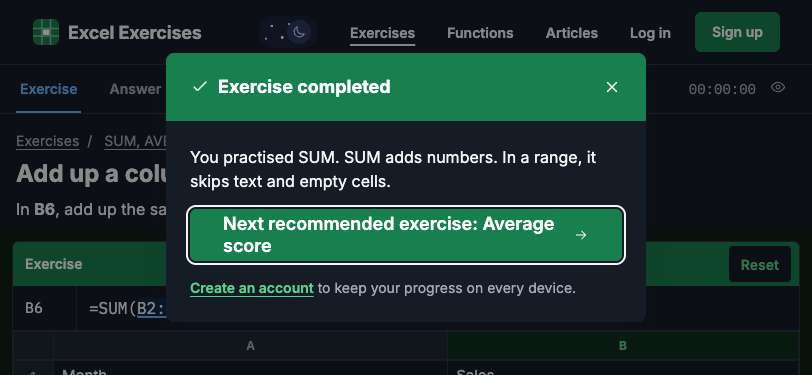 Excel Exercises
Exercises Functions Articles Log in Sign up
Exercise Answer 00:00:00
Exercise completed
Exercises / SUM,
Add up a
In B6, add up the
You practised SUM. SUM adds numbers. In a range, it
skips text and empty cells.
Next recommended exercise: Average
score
Create an account to keep your progress on every device.
Exercise Reset
B6 =SUM(B2:
A B
1 Month Sales